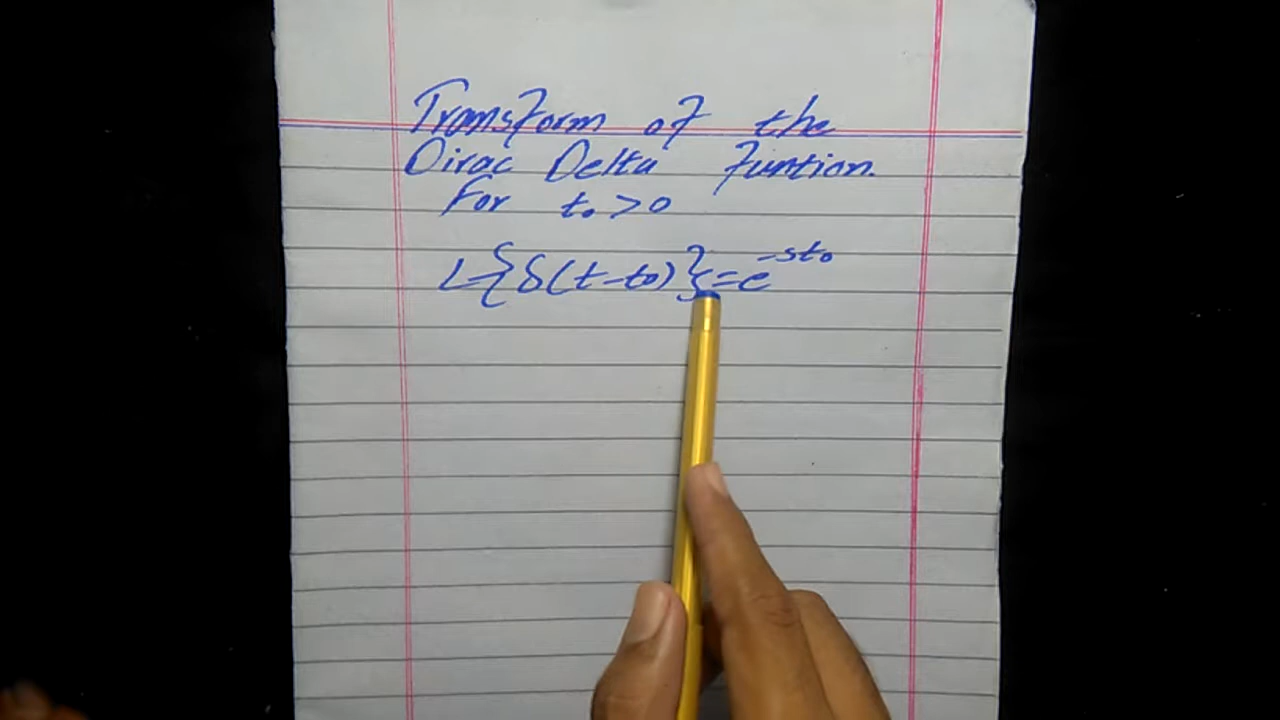 Transform of the
Dirac Delta Funtion.
For t₀ > 0
L{δ(t-t₀)} = e^-st₀